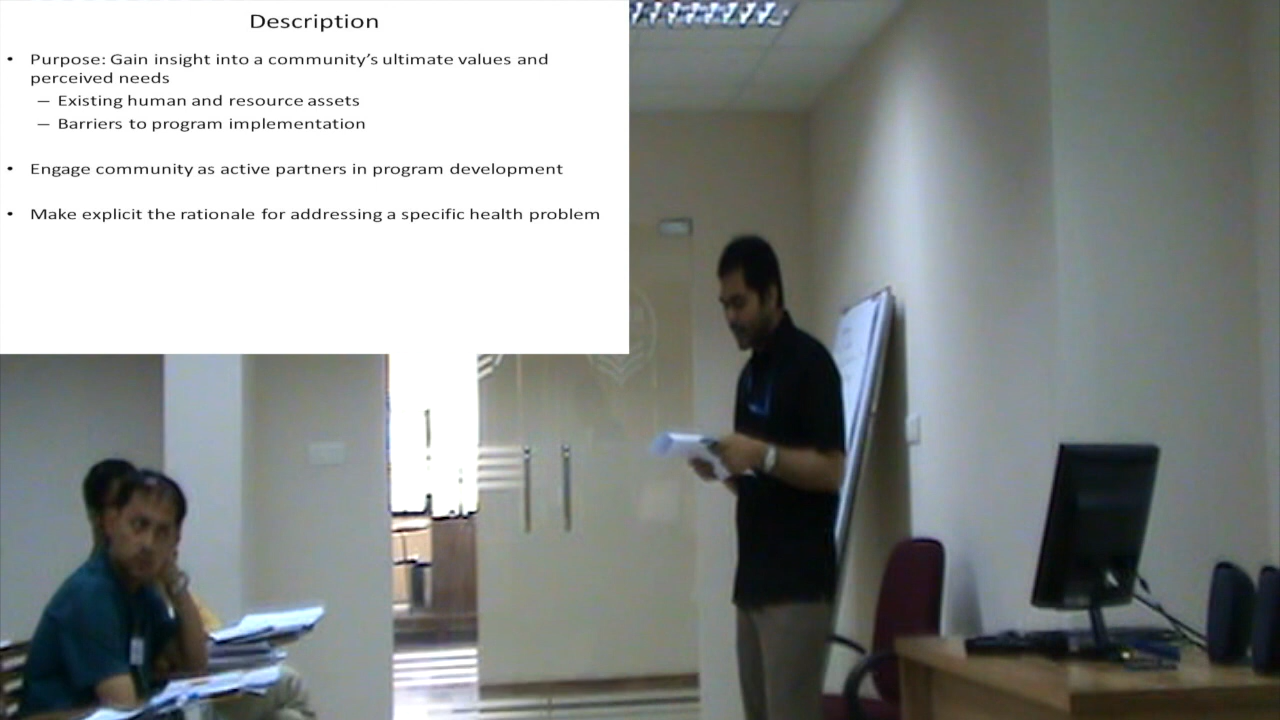 Description
• Purpose: Gain insight into a community’s ultimate values and
perceived needs
– Existing human and resource assets
– Barriers to program implementation
• Engage community as active partners in program development
• Make explicit the rationale for addressing a specific health problem